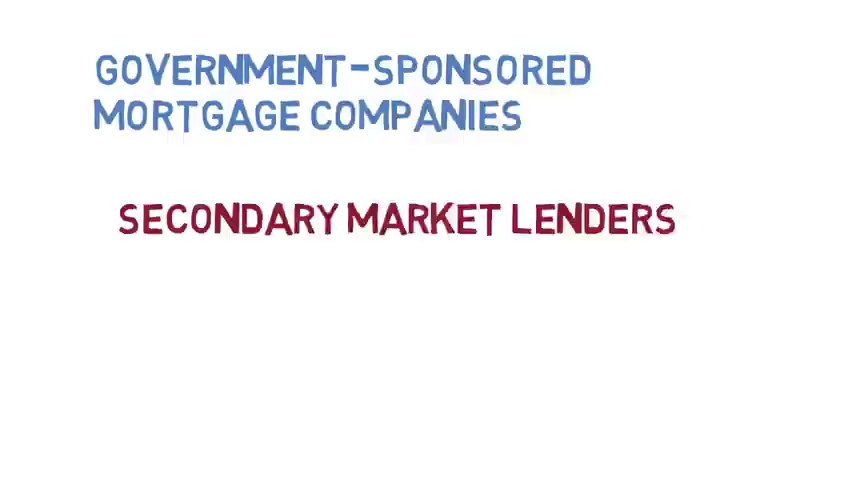 GOVERNMENT-SPONSORED
MORTGAGE COMPANIES
SECONDARY MARKET LENDERS